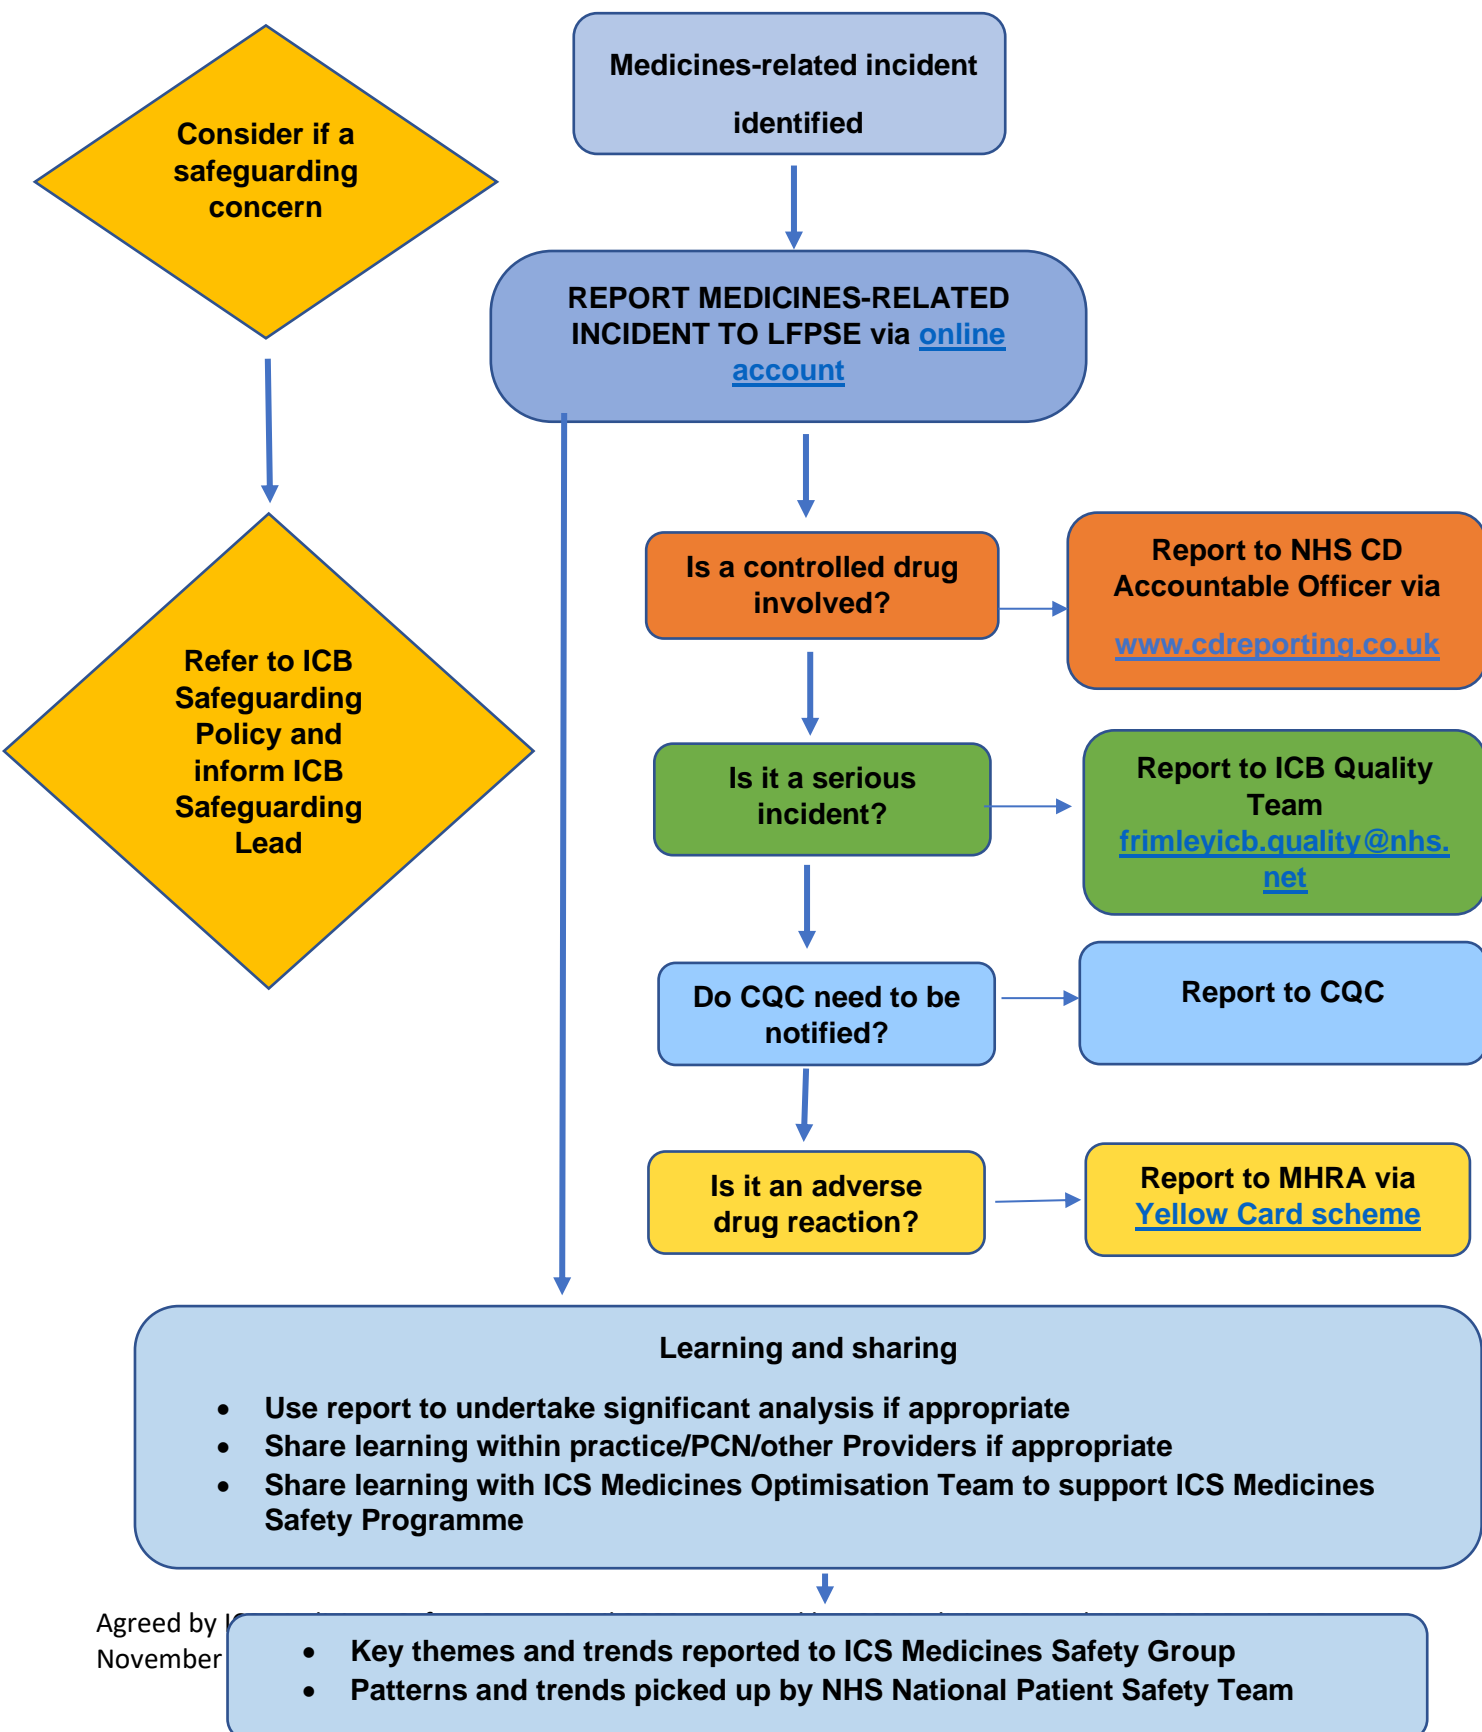 Consider if a
safeguarding
concern
Medicines-related incident
identified
REPORT MEDICINES-RELATED
INCIDENT TO LFPSE via online
account
Is a controlled drug
involved?
Report to NHS CD
Accountable Officer via
www.cdreporting.co.uk
Refer to ICB
Safeguarding
Policy and
inform ICB
Safeguarding
Lead
Is it a serious
incident?
Report to ICB Quality
Team
frimleyicb.quality@nhs.
net
Do CQC need to be
notified?
Report to CQC
Is it an adverse
drug reaction?
Report to MHRA via
Yellow Card scheme
Learning and sharing
• Use report to undertake significant analysis if appropriate
• Share learning within practice/PCN/other Providers if appropriate
• Share learning with ICS Medicines Optimisation Team to support ICS Medicines
Safety Programme
Agreed by
November
• Key themes and trends reported to ICS Medicines Safety Group
• Patterns and trends picked up by NHS National Patient Safety Team